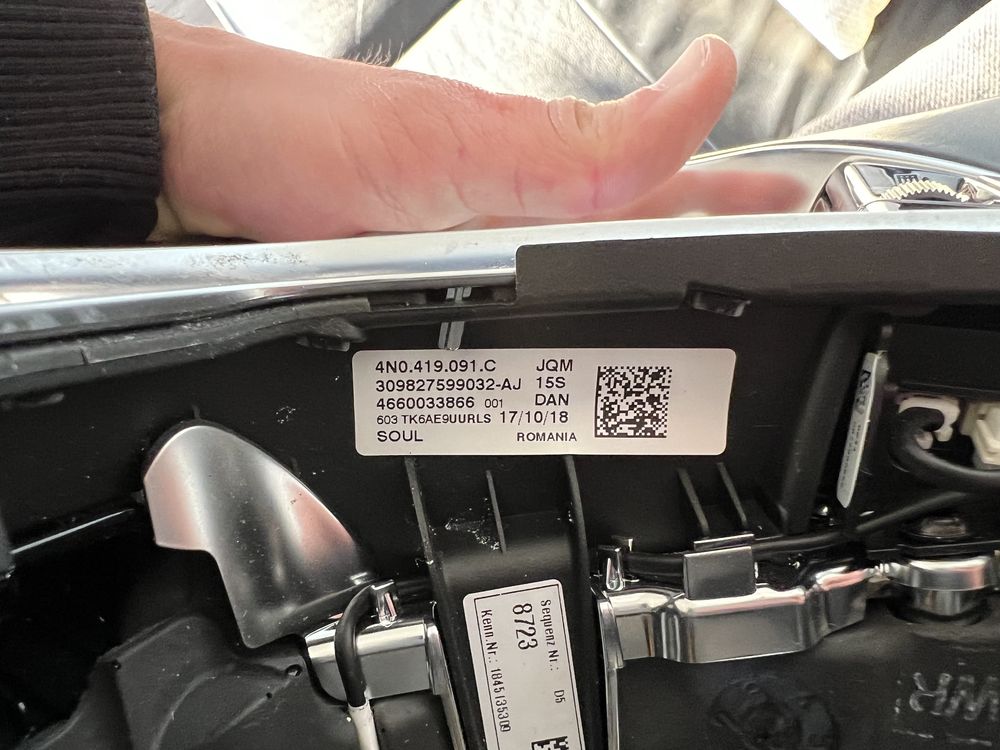 4N0.419.091.C JQM
309827599032-AJ 15S
4660033866 001 DAN
603 TK6AE9UURLS 17/10/18
SOUL ROMANIA
Sequenz Nr.: D5
8723
Kenn.Nr.: